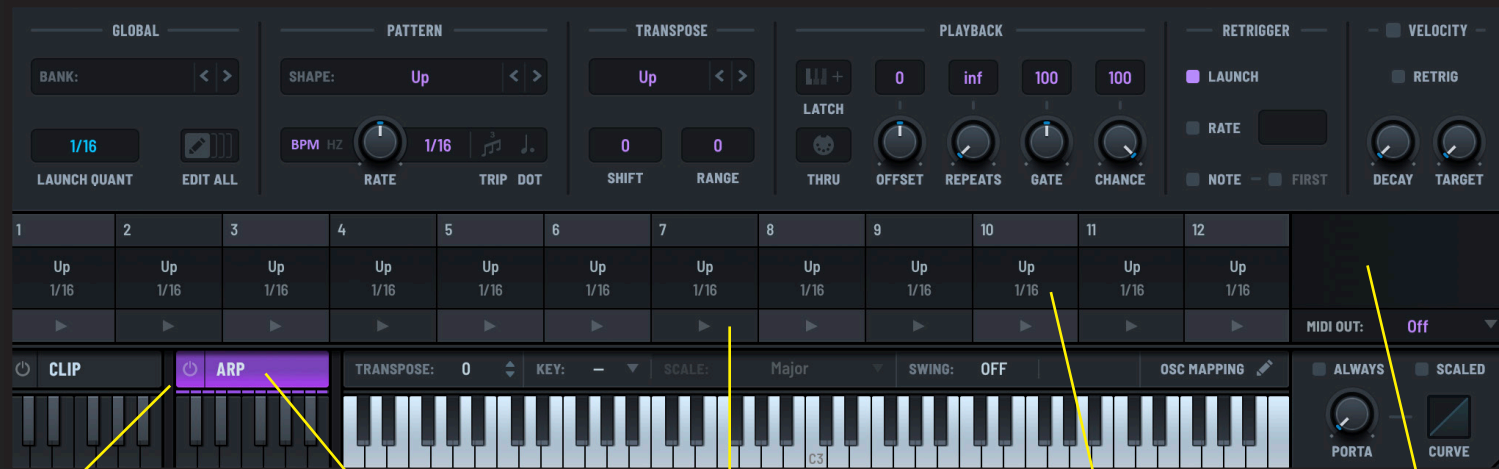 GLOBAL PATTERN TRANSPOSE PLAYBACK RETRIGGER VELOCITY
BANK: < > SHAPE: Up < > Up < > + 0 inf 100 100 LAUNCH RETRIG
LATCH
1/16 BPM HZ 1/16 3 0 0 RATE
LAUNCH QUANT EDIT ALL RATE TRIP DOT SHIFT RANGE THRU OFFSET REPEATS GATE CHANCE NOTE FIRST DECAY TARGET
1 2 3 4 5 6 7 8 9 10 11 12
Up Up Up Up Up Up Up Up Up Up Up Up
1/16 1/16 1/16 1/16 1/16 1/16 1/16 1/16 1/16 1/16 1/16 1/16
MIDI OUT: Off
CLIP ARP TRANSPOSE: 0 KEY: – SCALE: Major SWING: OFF OSC MAPPING ALWAYS SCALED
C3 PORTA CURVE